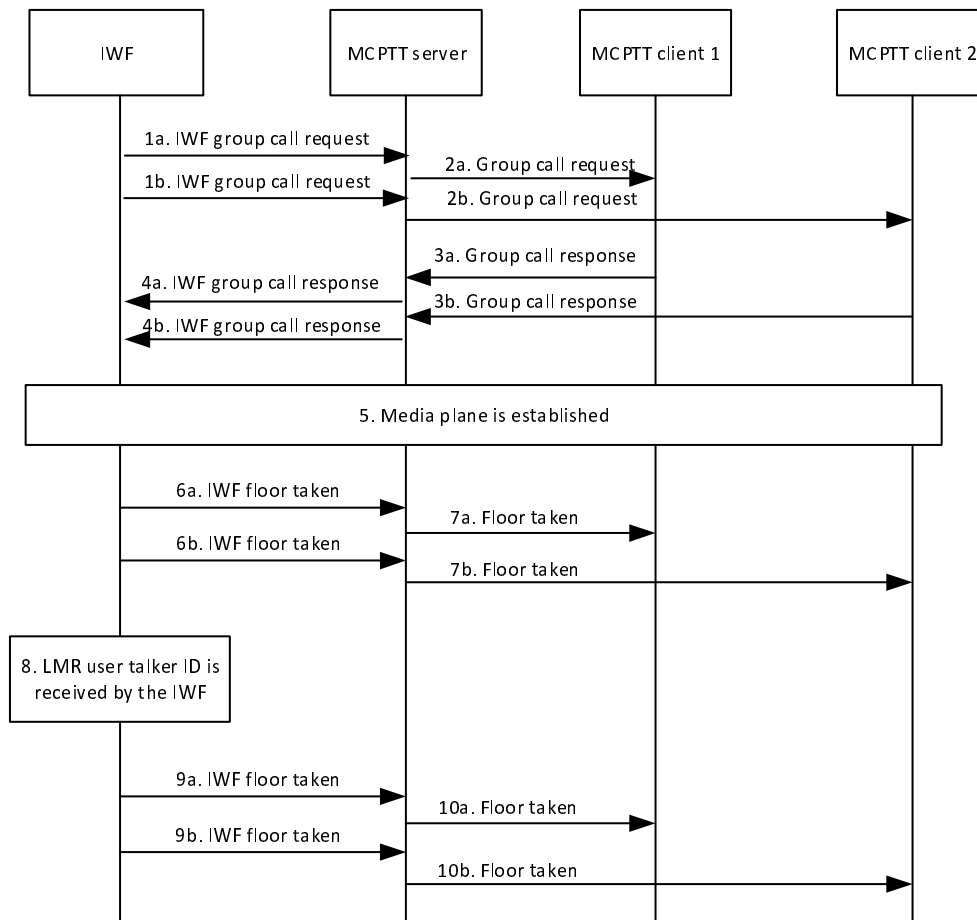 IWF
MCPTT server
MCPTT client 1
MCPTT client 2
1a. IWF group call request
2a. Group call request
1b. IWF group call request
2b. Group call request
3a. Group call response
4a. IWF group call response
3b. Group call response
4b. IWF group call response
5. Media plane is established
6a. IWF floor taken
7a. Floor taken
6b. IWF floor taken
7b. Floor taken
8. LMR user talker ID is
received by the IWF
9a. IWF floor taken
10a. Floor taken
9b. IWF floor taken
10b. Floor taken